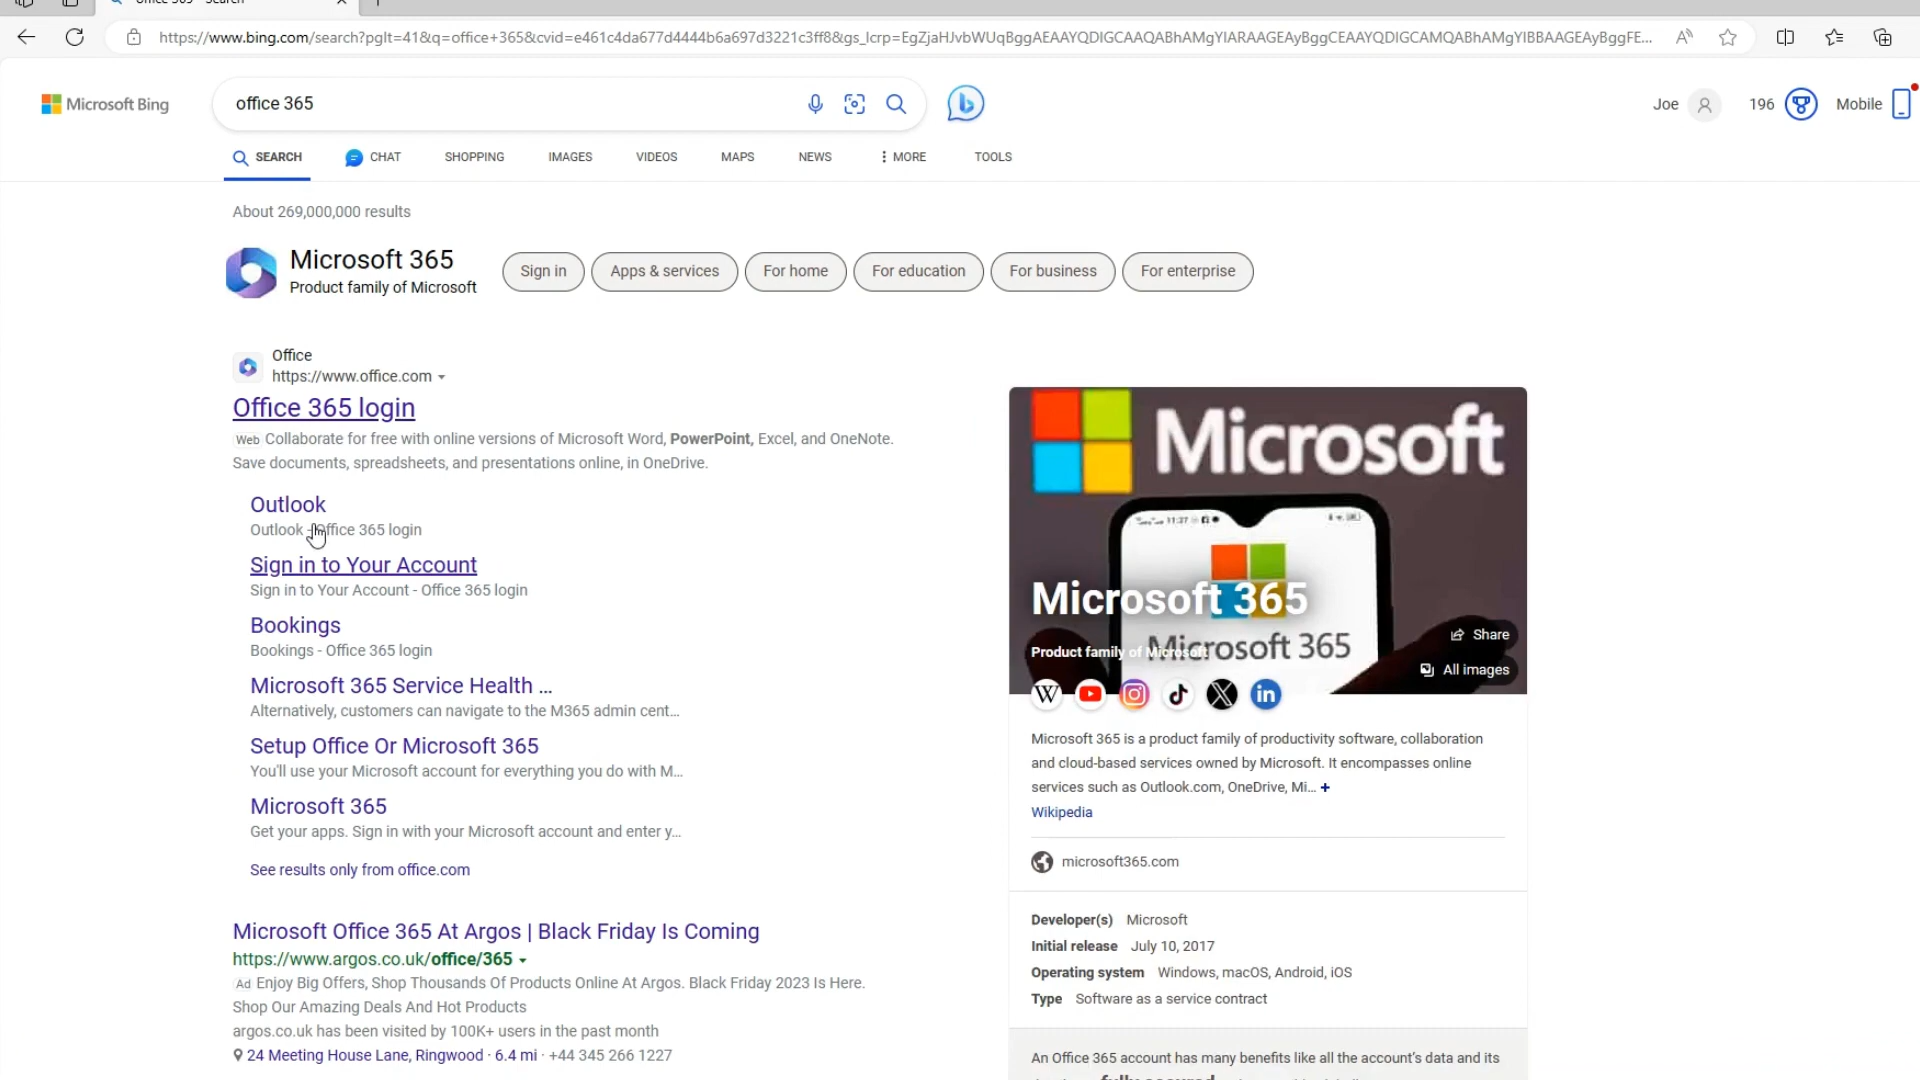 https://www.bing.com/search?pglt=41&q=office+365&cvid=e461c4da677d4444b6a697d3221c3ff8&gs_lcrp=EgZjaHJvbWUqBggAEAAYQDIGCAAQABhAMgYIARAAGEAyBggCEAAYQDIGCAMQABhAMgYIBBAAGEAyBggFE...
Microsoft Bing
office 365
Joe
196
Mobile
SEARCH
CHAT
SHOPPING
IMAGES
VIDEOS
MAPS
NEWS
MORE
TOOLS
About 269,000,000 results
Microsoft 365
Product family of Microsoft
Sign in
Apps & services
For home
For education
For business
For enterprise
Office
https://www.office.com
Office 365 login
Web Collaborate for free with online versions of Microsoft Word, PowerPoint, Excel, and OneNote.
Save documents, spreadsheets, and presentations online, in OneDrive.
Outlook
Outlook - Office 365 login
Sign in to Your Account
Sign in to Your Account - Office 365 login
Bookings
Bookings - Office 365 login
Microsoft 365 Service Health ...
Alternatively, customers can navigate to the M365 admin cent...
Setup Office Or Microsoft 365
You'll use your Microsoft account for everything you do with M...
Microsoft 365
Get your apps. Sign in with your Microsoft account and enter y...
See results only from office.com
Microsoft Office 365 At Argos | Black Friday Is Coming
https://www.argos.co.uk/office/365
Ad Enjoy Big Offers, Shop Thousands Of Products Online At Argos. Black Friday 2023 Is Here.
Shop Our Amazing Deals And Hot Products
argos.co.uk has been visited by 100K+ users in the past month
24 Meeting House Lane, Ringwood · 6.4 mi · +44 345 266 1227
Microsoft
11:37
Microsoft 365
Microsoft 365
Product family of Microsoft
Share
All images
Microsoft 365 is a product family of productivity software, collaboration
and cloud-based services owned by Microsoft. It encompasses online
services such as Outlook.com, OneDrive, Mi... +
Wikipedia
microsoft365.com
Developer(s) Microsoft
Initial release July 10, 2017
Operating system Windows, macOS, Android, iOS
Type Software as a service contract
An Office 365 account has many benefits like all the account's data and its